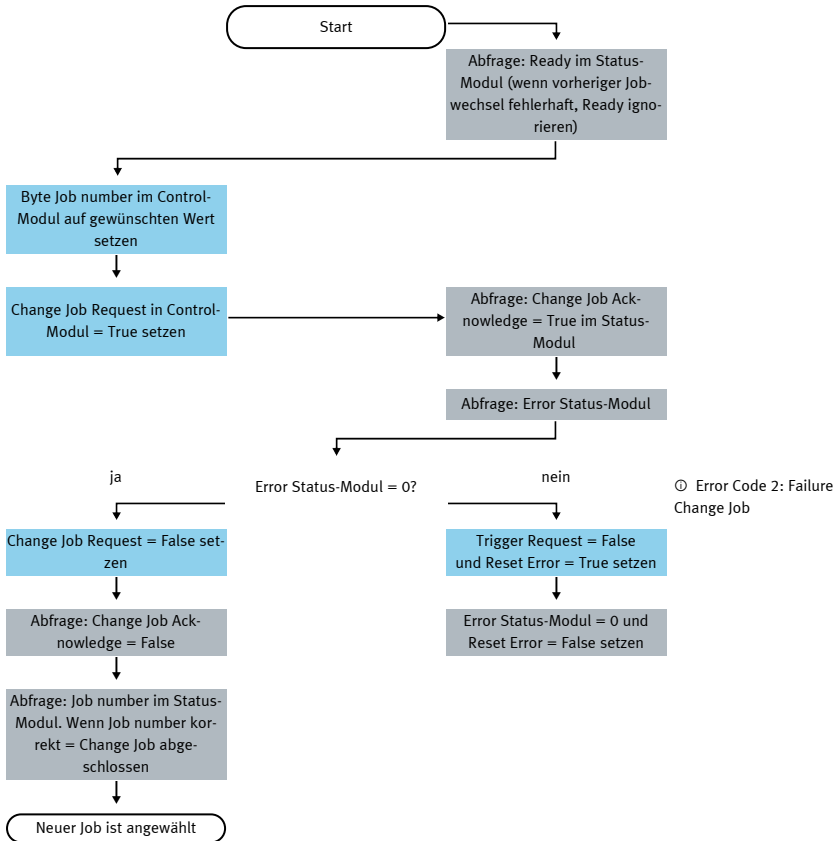 Start
Abfrage: Ready im Status-
Modul (wenn vorheriger Job-
wechsel fehlerhaft, Ready igno-
rieren)
Byte Job number im Control-
Modul auf gewünschten Wert
setzen
Change Job Request in Control-
Modul = True setzen
Abfrage: Change Job Ack-
nowledge = True im Status-
Modul
Abfrage: Error Status-Modul
Error Status-Modul = 0?
ja
nein
ⓘ Error Code 2: Failure
Change Job
Change Job Request = False set-
zen
Trigger Request = False
und Reset Error = True setzen
Abfrage: Change Job Ack-
nowledge = False
Error Status-Modul = 0 und
Reset Error = False setzen
Abfrage: Job number im Status-
Modul. Wenn Job number kor-
rekt = Change Job abge-
schlossen
Neuer Job ist angewählt